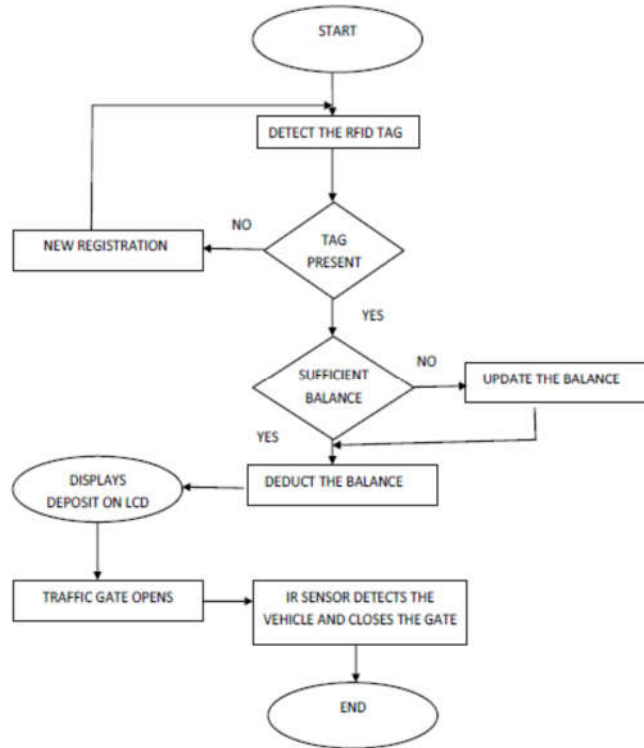 START
DETECT THE RFID TAG
NO
NEW REGISTRATION
TAG
PRESENT
YES
SUFFICIENT
BALANCE
NO
UPDATE THE BALANCE
YES
DEDUCT THE BALANCE
DISPLAYS
DEPOSIT ON LCD
TRAFFIC GATE OPENS
IR SENSOR DETECTS THE
VEHICLE AND CLOSES THE GATE
END